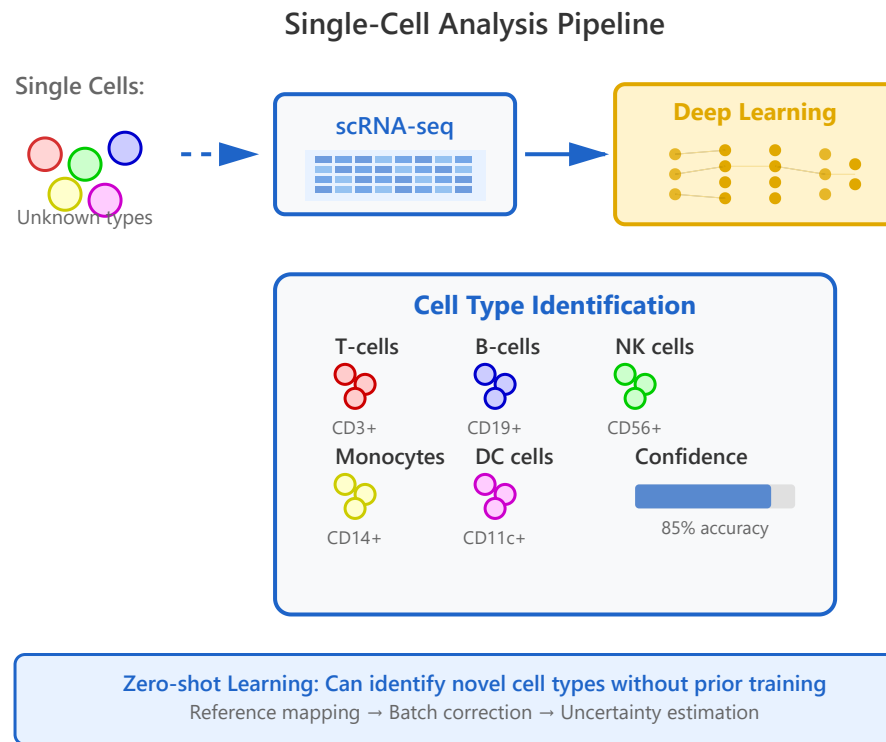 Single-Cell Analysis Pipeline
Single Cells:
Unknown types
scRNA-seq
Deep Learning
Cell Type Identification
T-cells
B-cells
NK cells
CD3+
CD19+
CD56+
Monocytes
DC cells
Confidence
CD14+
CD11c+
85% accuracy
Zero-shot Learning: Can identify novel cell types without prior training
Reference mapping → Batch correction → Uncertainty estimation